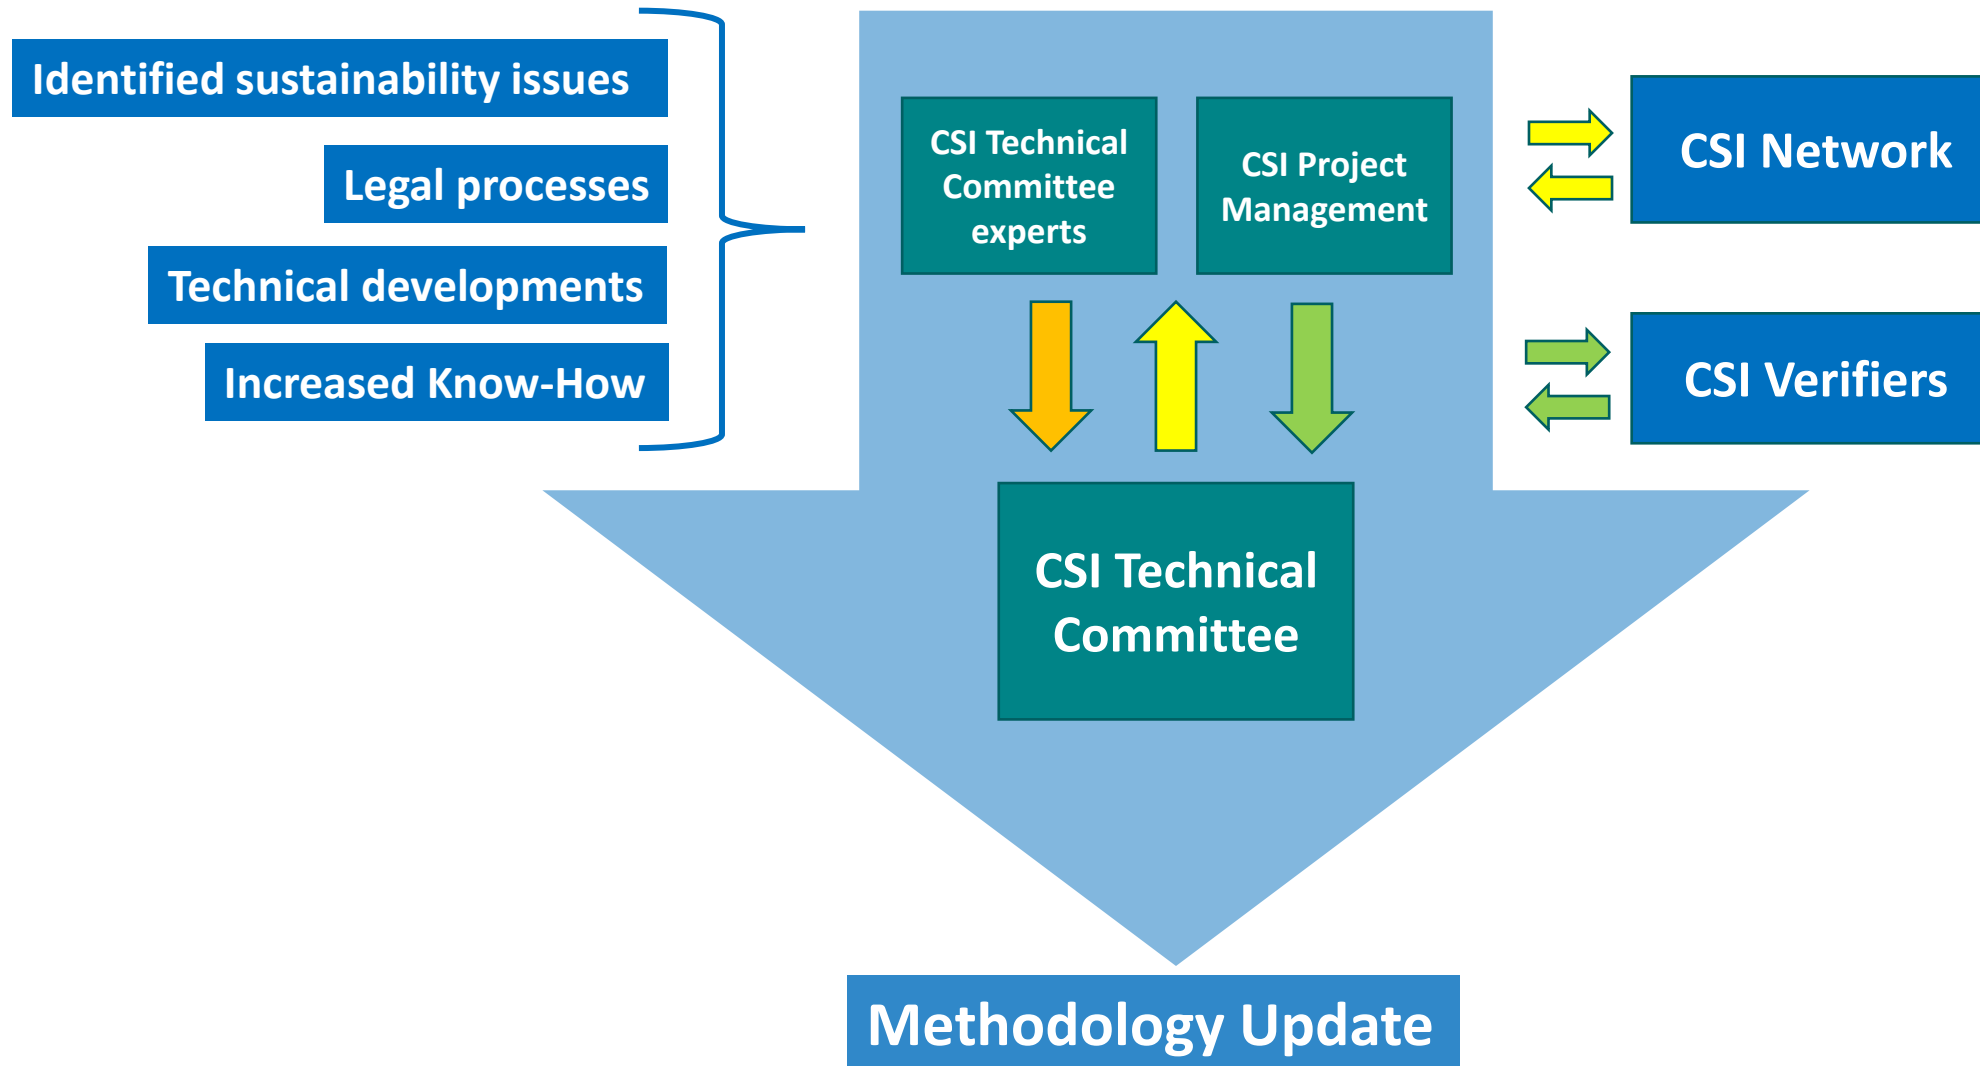 Identified sustainability issues
Legal processes
Technical developments
Increased Know-How
CSI Technical
Committee
experts
CSI Project
Management
CSI Network
CSI Verifiers
CSI Technical
Committee
Methodology Update